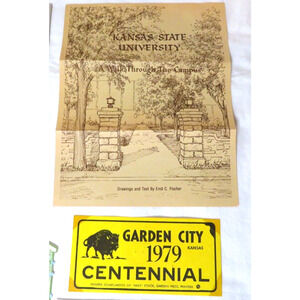 KANSAS STATE
UNIVERSITY
A Walk Through The Campus
Drawings and Text By Emil C. Fischer
GARDEN CITY
KANSAS
1979
CENTENNIAL